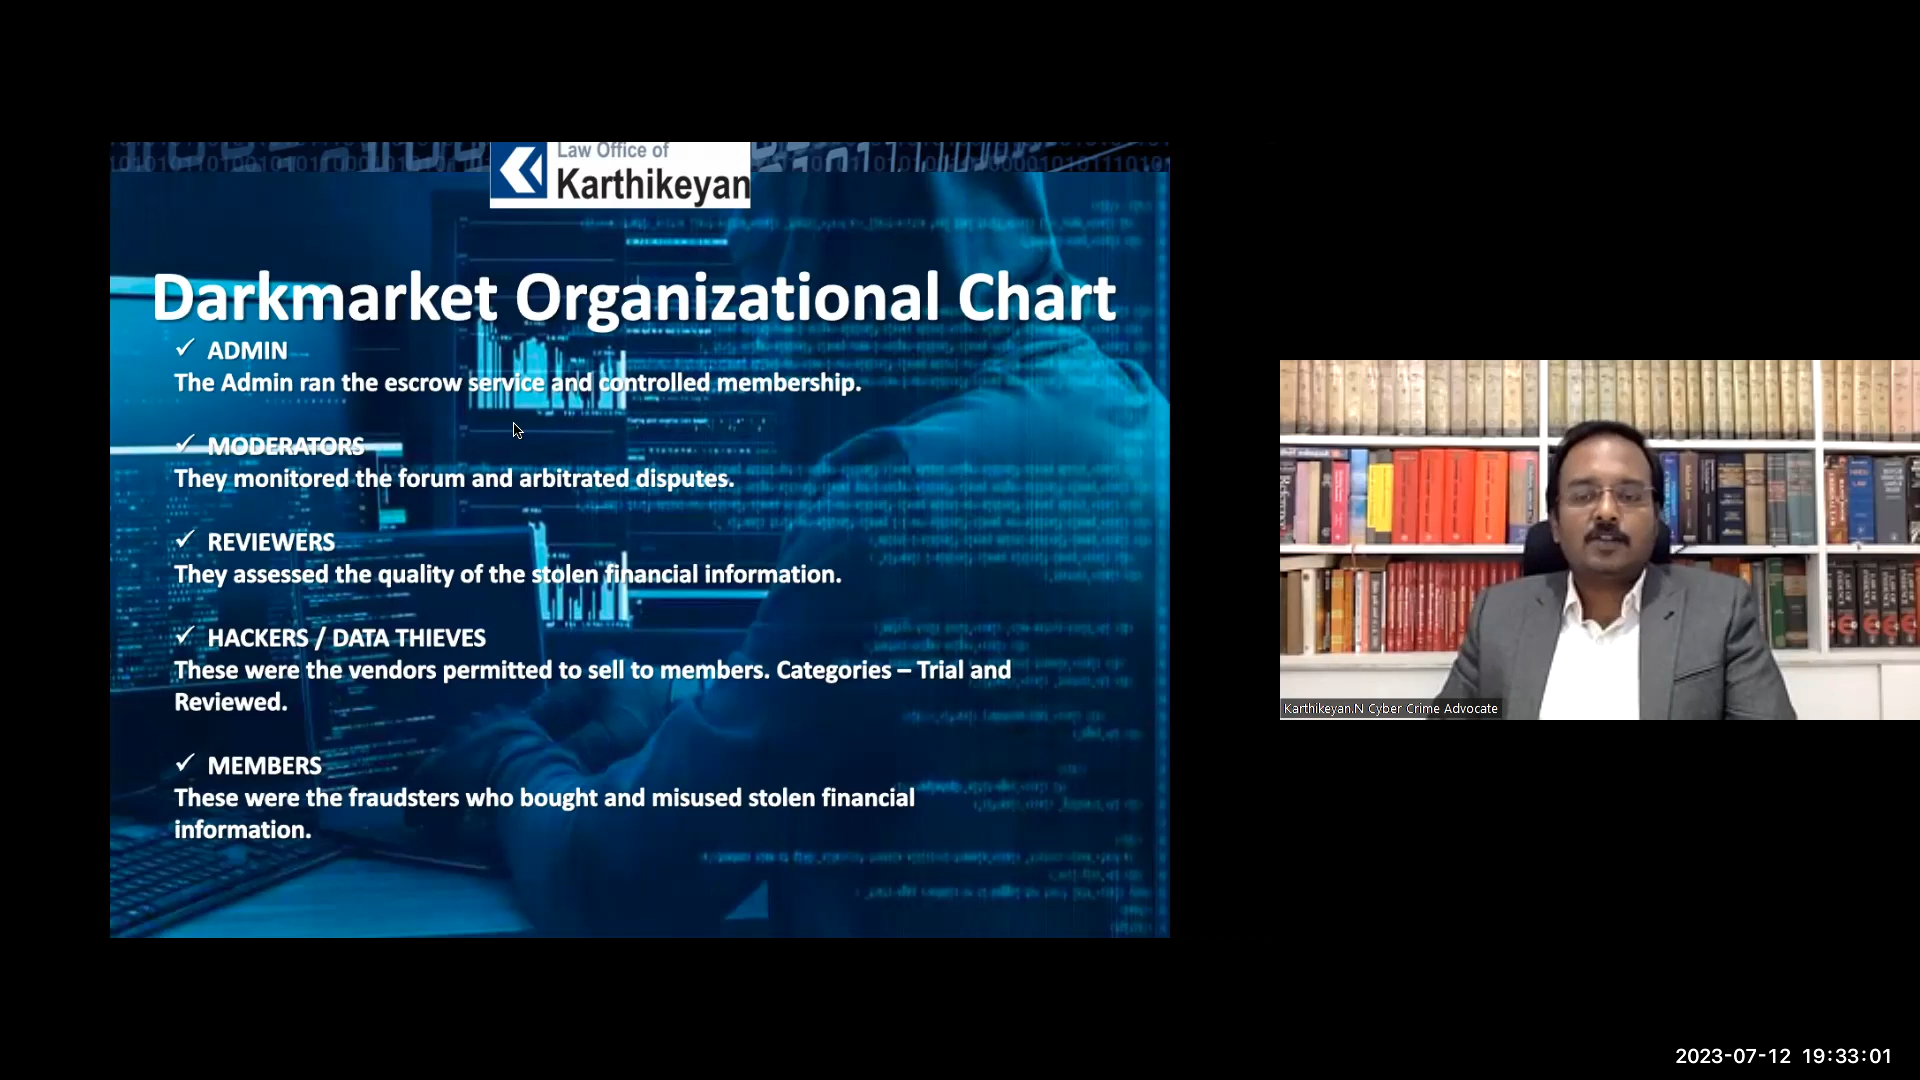 Law Office of
Karthikeyan
Darkmarket Organizational Chart
✓ ADMIN
The Admin ran the escrow service and controlled membership.
✓ MODERATORS
They monitored the forum and arbitrated disputes.
✓ REVIEWERS
They assessed the quality of the stolen financial information.
✓ HACKERS / DATA THIEVES
These were the vendors permitted to sell to members. Categories – Trial and
Reviewed.
✓ MEMBERS
These were the fraudsters who bought and misused stolen financial
information.
Karthikeyan.N Cyber Crime Advocate
2023-07-12 19:33:01